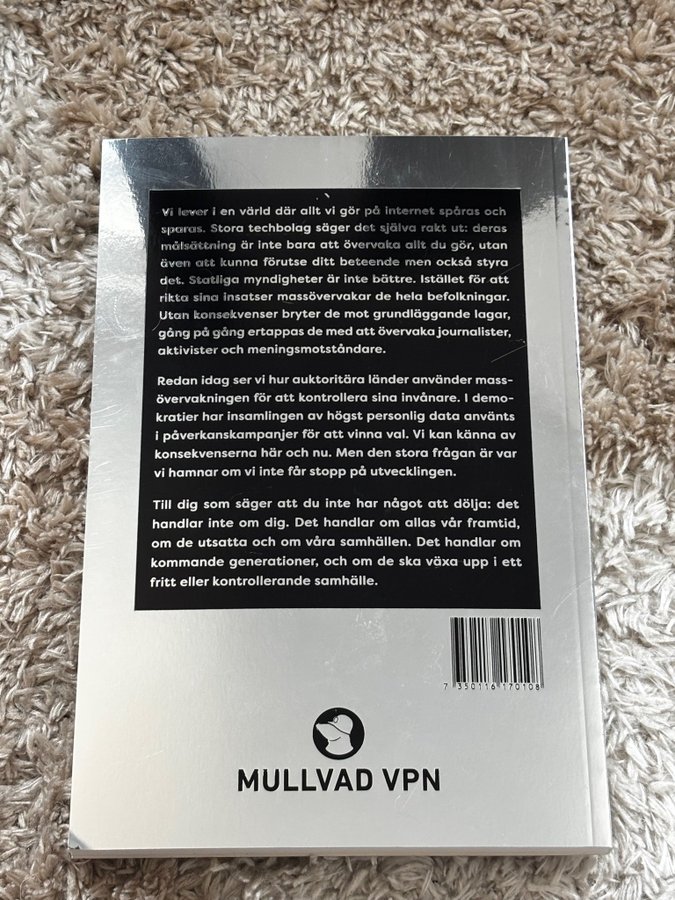 Vi lever i en värld där allt vi gör på internet spåras och
sparas. Stora techbolag säger det själva rakt ut: deras
målsättning är inte bara att övervaka allt du gör, utan
även att kunna förutse ditt beteende men också styra
det. Statliga myndigheter är inte bättre. Istället för att
rikta sina insatser massövervakar de hela befolkningar.
Utan konsekvenser bryter de mot grundläggande lagar,
gång på gång ertappas de med att övervaka journalister,
aktivister och meningsmotståndare.
Redan idag ser vi hur auktoritära länder använder mass-
övervakningen för att kontrollera sina invånare. I demo-
kratier har insamlingen av högst personlig data använts
i påverkanskampanjer för att vinna val. Vi kan känna av
konsekvenserna här och nu. Men den stora frågan är var
vi hamnar om vi inte får stopp på utvecklingen.
Till dig som säger att du inte har något att dölja: det
handlar inte om dig. Det handlar om allas vår framtid,
om de utsatta och om våra samhällen. Det handlar om
kommande generationer, och om de ska växa upp i ett
fritt eller kontrollerande samhälle.
7 350116 170108
MULLVAD VPN